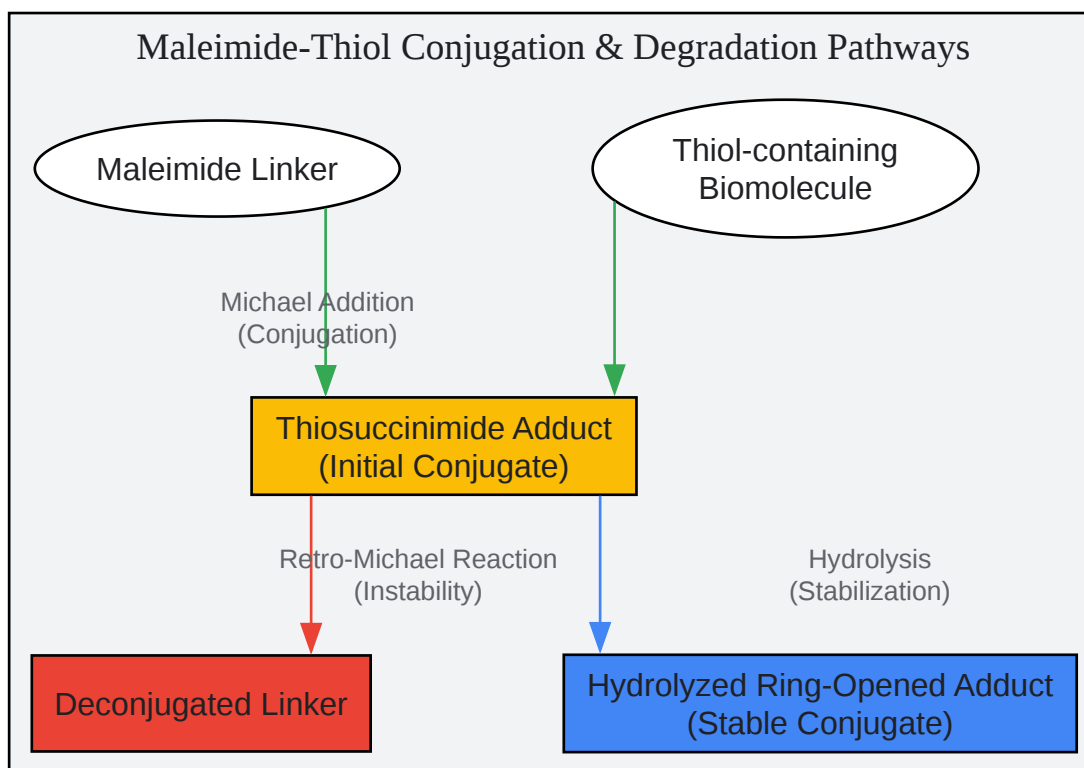 Maleimide-Thiol Conjugation & Degradation Pathways
Maleimide Linker
Thiol-containing
Biomolecule
Michael Addition
(Conjugation)
Thiosuccinimide Adduct
(Initial Conjugate)
Retro-Michael Reaction
(Instability)
Hydrolysis
(Stabilization)
Deconjugated Linker
Hydrolyzed Ring-Opened Adduct
(Stable Conjugate)